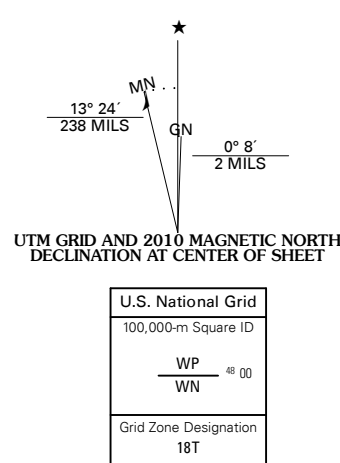 ★
MN
13° 24´
238 MILS
GN
0° 8´
2 MILS
UTM GRID AND 2010 MAGNETIC NORTH
DECLINATION AT CENTER OF SHEET
U.S. National Grid
100,000-m Square ID
WP
48 00
WN
Grid Zone Designation
18T